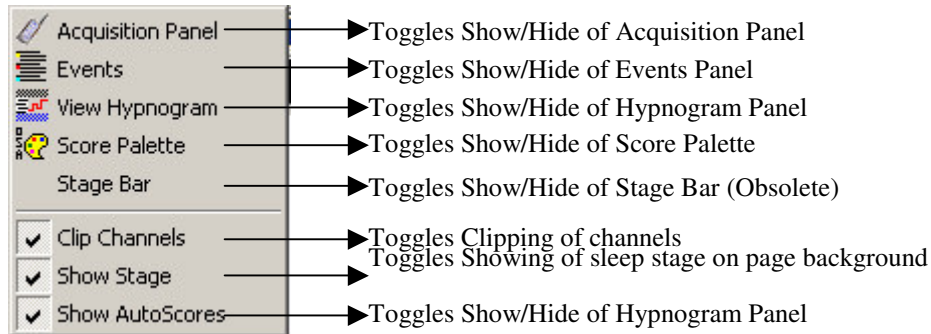 Acquisition Panel Toggles Show/Hide of Acquisition Panel
Events Toggles Show/Hide of Events Panel
View Hypnogram Toggles Show/Hide of Hypnogram Panel
Score Palette Toggles Show/Hide of Score Palette
Stage Bar Toggles Show/Hide of Stage Bar (Obsolete)
Clip Channels Toggles Clipping of channels
Show Stage Toggles Showing of sleep stage on page background
Show AutoScores Toggles Show/Hide of Hypnogram Panel